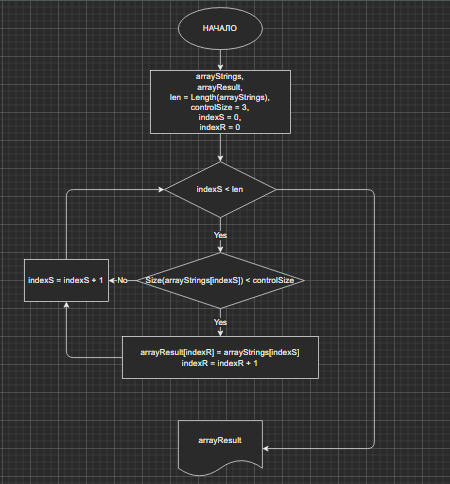 НАЧАЛО
arrayStrings,
arrayResult,
len = Length(arrayStrings),
controlSize = 3,
indexS = 0,
indexR = 0
indexS < len
Yes
Size(arrayStrings[indexS]) < controlSize
No
indexS = indexS + 1
Yes
arrayResult[indexR] = arrayStrings[indexS]
indexR = indexR + 1
arrayResult